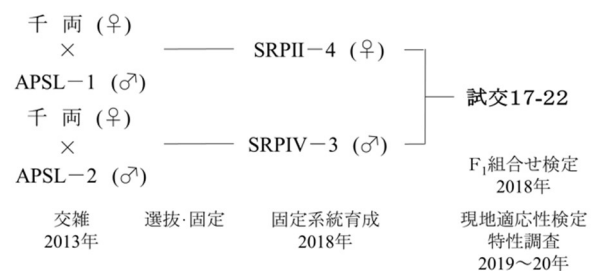 千 両 (♀)
×
APSL－1 (♂)
千 両 (♀)
×
APSL－2 (♂)
SRPII－4 (♀)
SRPIV－3 (♂)
試交17-22
F₁組合せ検定
2018年
交雑
2013年
選抜·固定
固定系統育成
2018年
現地適応性検定
特性調査
2019～20年